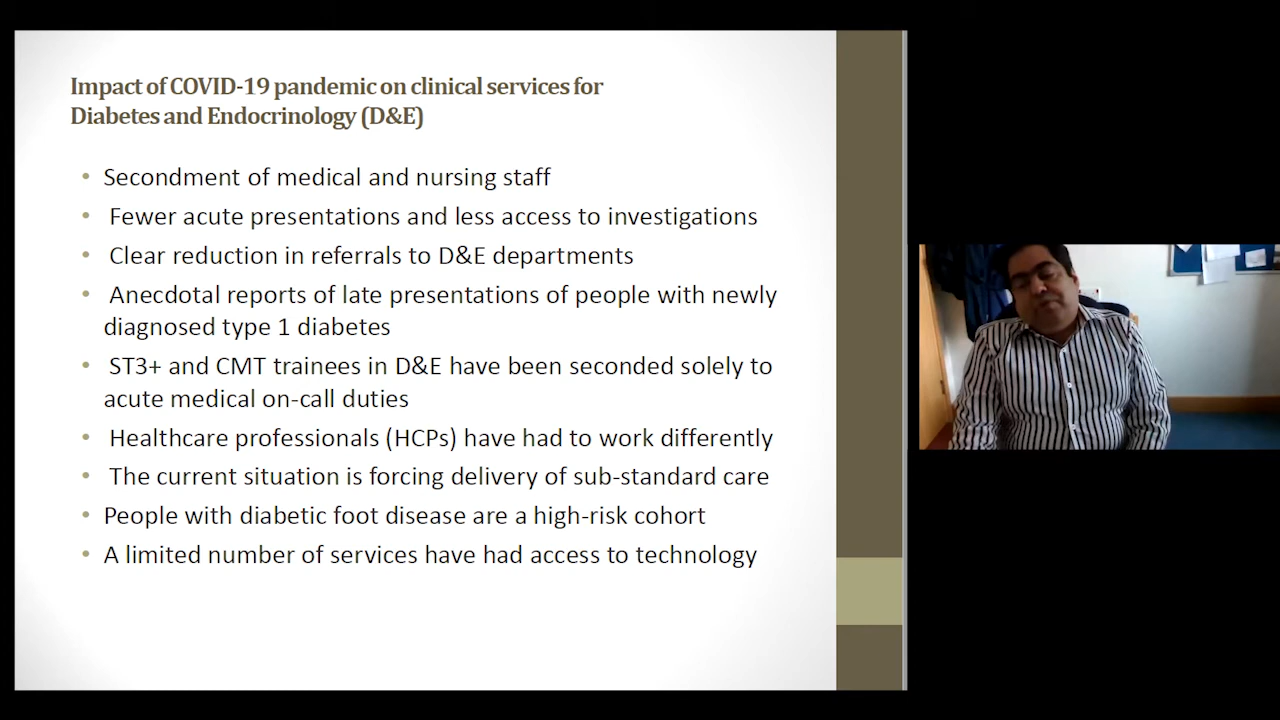 Impact of COVID-19 pandemic on clinical services for
Diabetes and Endocrinology (D&E)
• Secondment of medical and nursing staff
• Fewer acute presentations and less access to investigations
• Clear reduction in referrals to D&E departments
• Anecdotal reports of late presentations of people with newly
diagnosed type 1 diabetes
• ST3+ and CMT trainees in D&E have been seconded solely to
acute medical on-call duties
• Healthcare professionals (HCPs) have had to work differently
• The current situation is forcing delivery of sub-standard care
• People with diabetic foot disease are a high-risk cohort
• A limited number of services have had access to technology